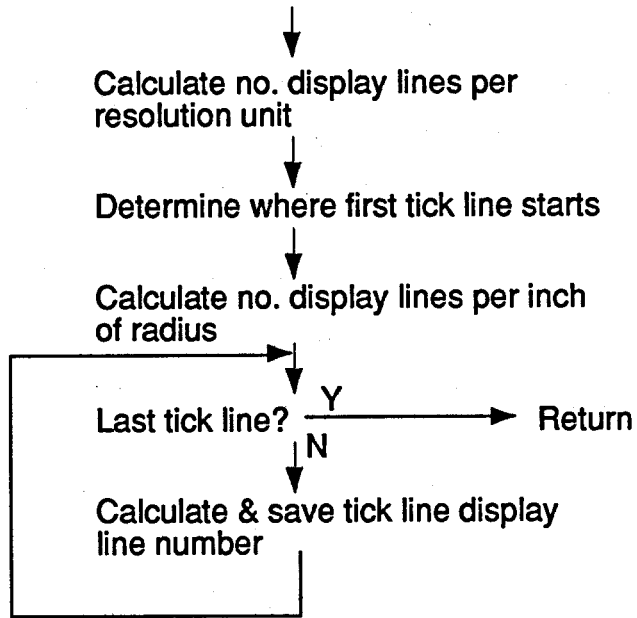 Calculate no. display lines per
resolution unit
Determine where first tick line starts
Calculate no. display lines per inch
of radius
Last tick line?
Y
Return
N
Calculate & save tick line display
line number